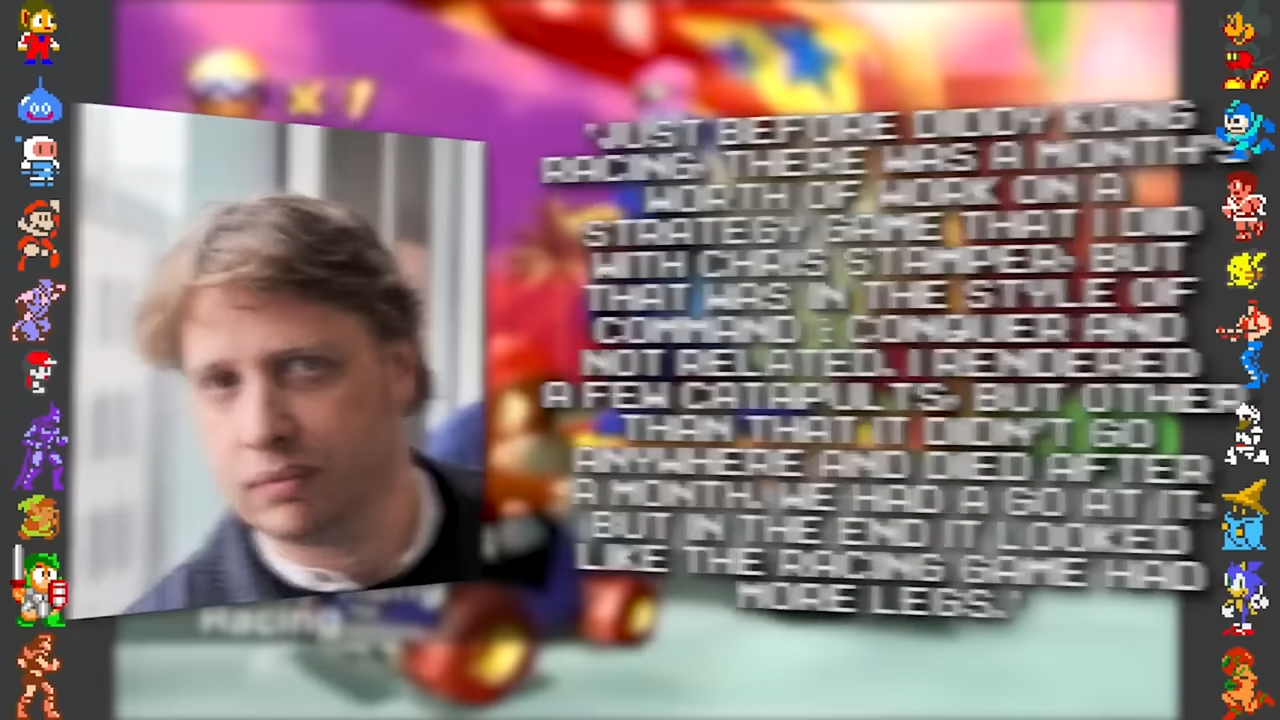 x 1
'JUST BEFORE DIDDY KONG
RACING, THERE WAS A MONTH'S
WORTH OF WORK ON A
STRATEGY GAME THAT I DID
WITH CHRIS STAMPER, BUT
THAT WAS IN THE STYLE OF
COMMAND & CONQUER AND
NOT RELATED. I RENDERED
A FEW CATAPULTS, BUT OTHER
THAN THAT IT DIDN'T GO
ANYWHERE AND DIED AFTER
A MONTH. WE HAD A GO AT IT,
BUT IN THE END IT LOOKED
LIKE THE RACING GAME HAD
MORE LEGS.'
Racing